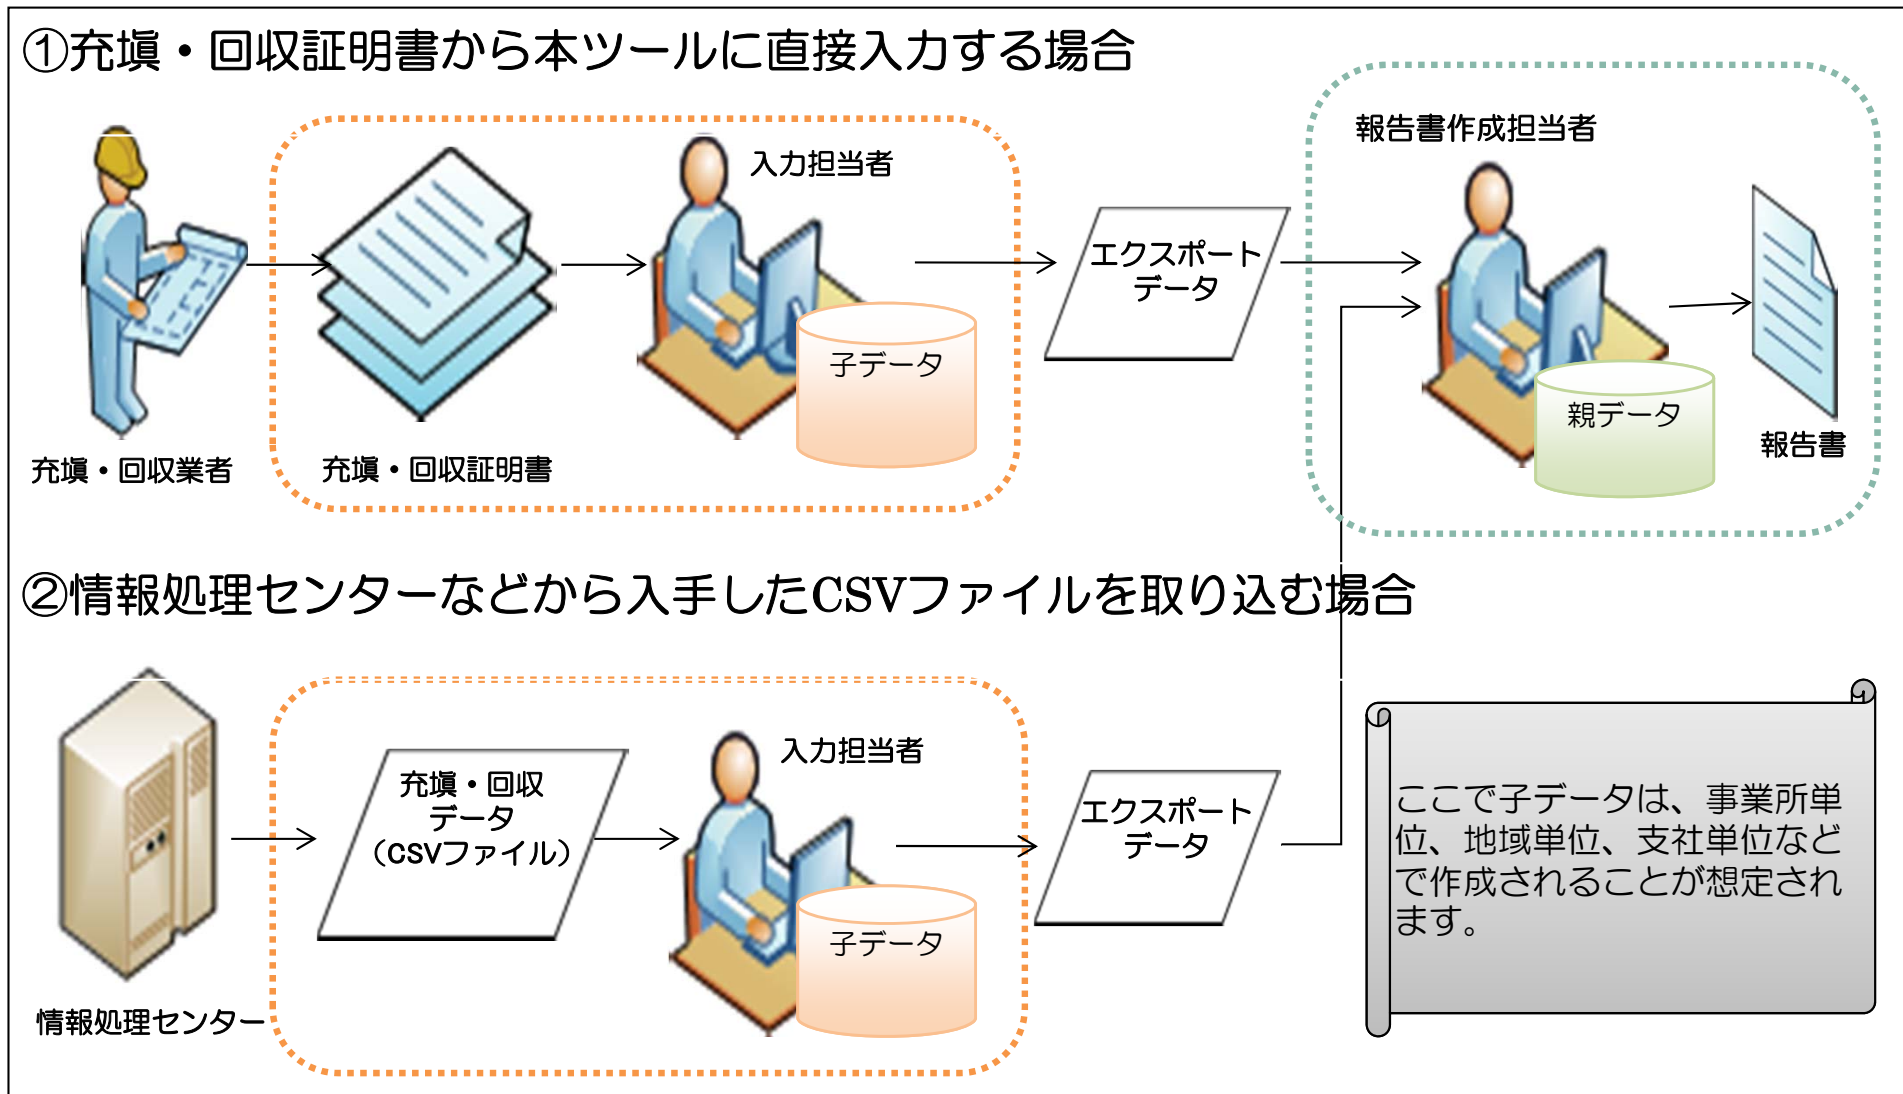 ①充塡・回収証明書から本ツールに直接入力する場合
報告書作成担当者
入力担当者
エクスポート
データ
子データ
親データ
報告書
充塡・回収業者
充塡・回収証明書
②情報処理センターなどから入手したCSVファイルを取り込む場合
入力担当者
充塡・回収
データ
（CSVファイル）
エクスポート
データ
子データ
情報処理センター
ここで子データは、事業所単
位、地域単位、支社単位など
で作成されることが想定され
ます。